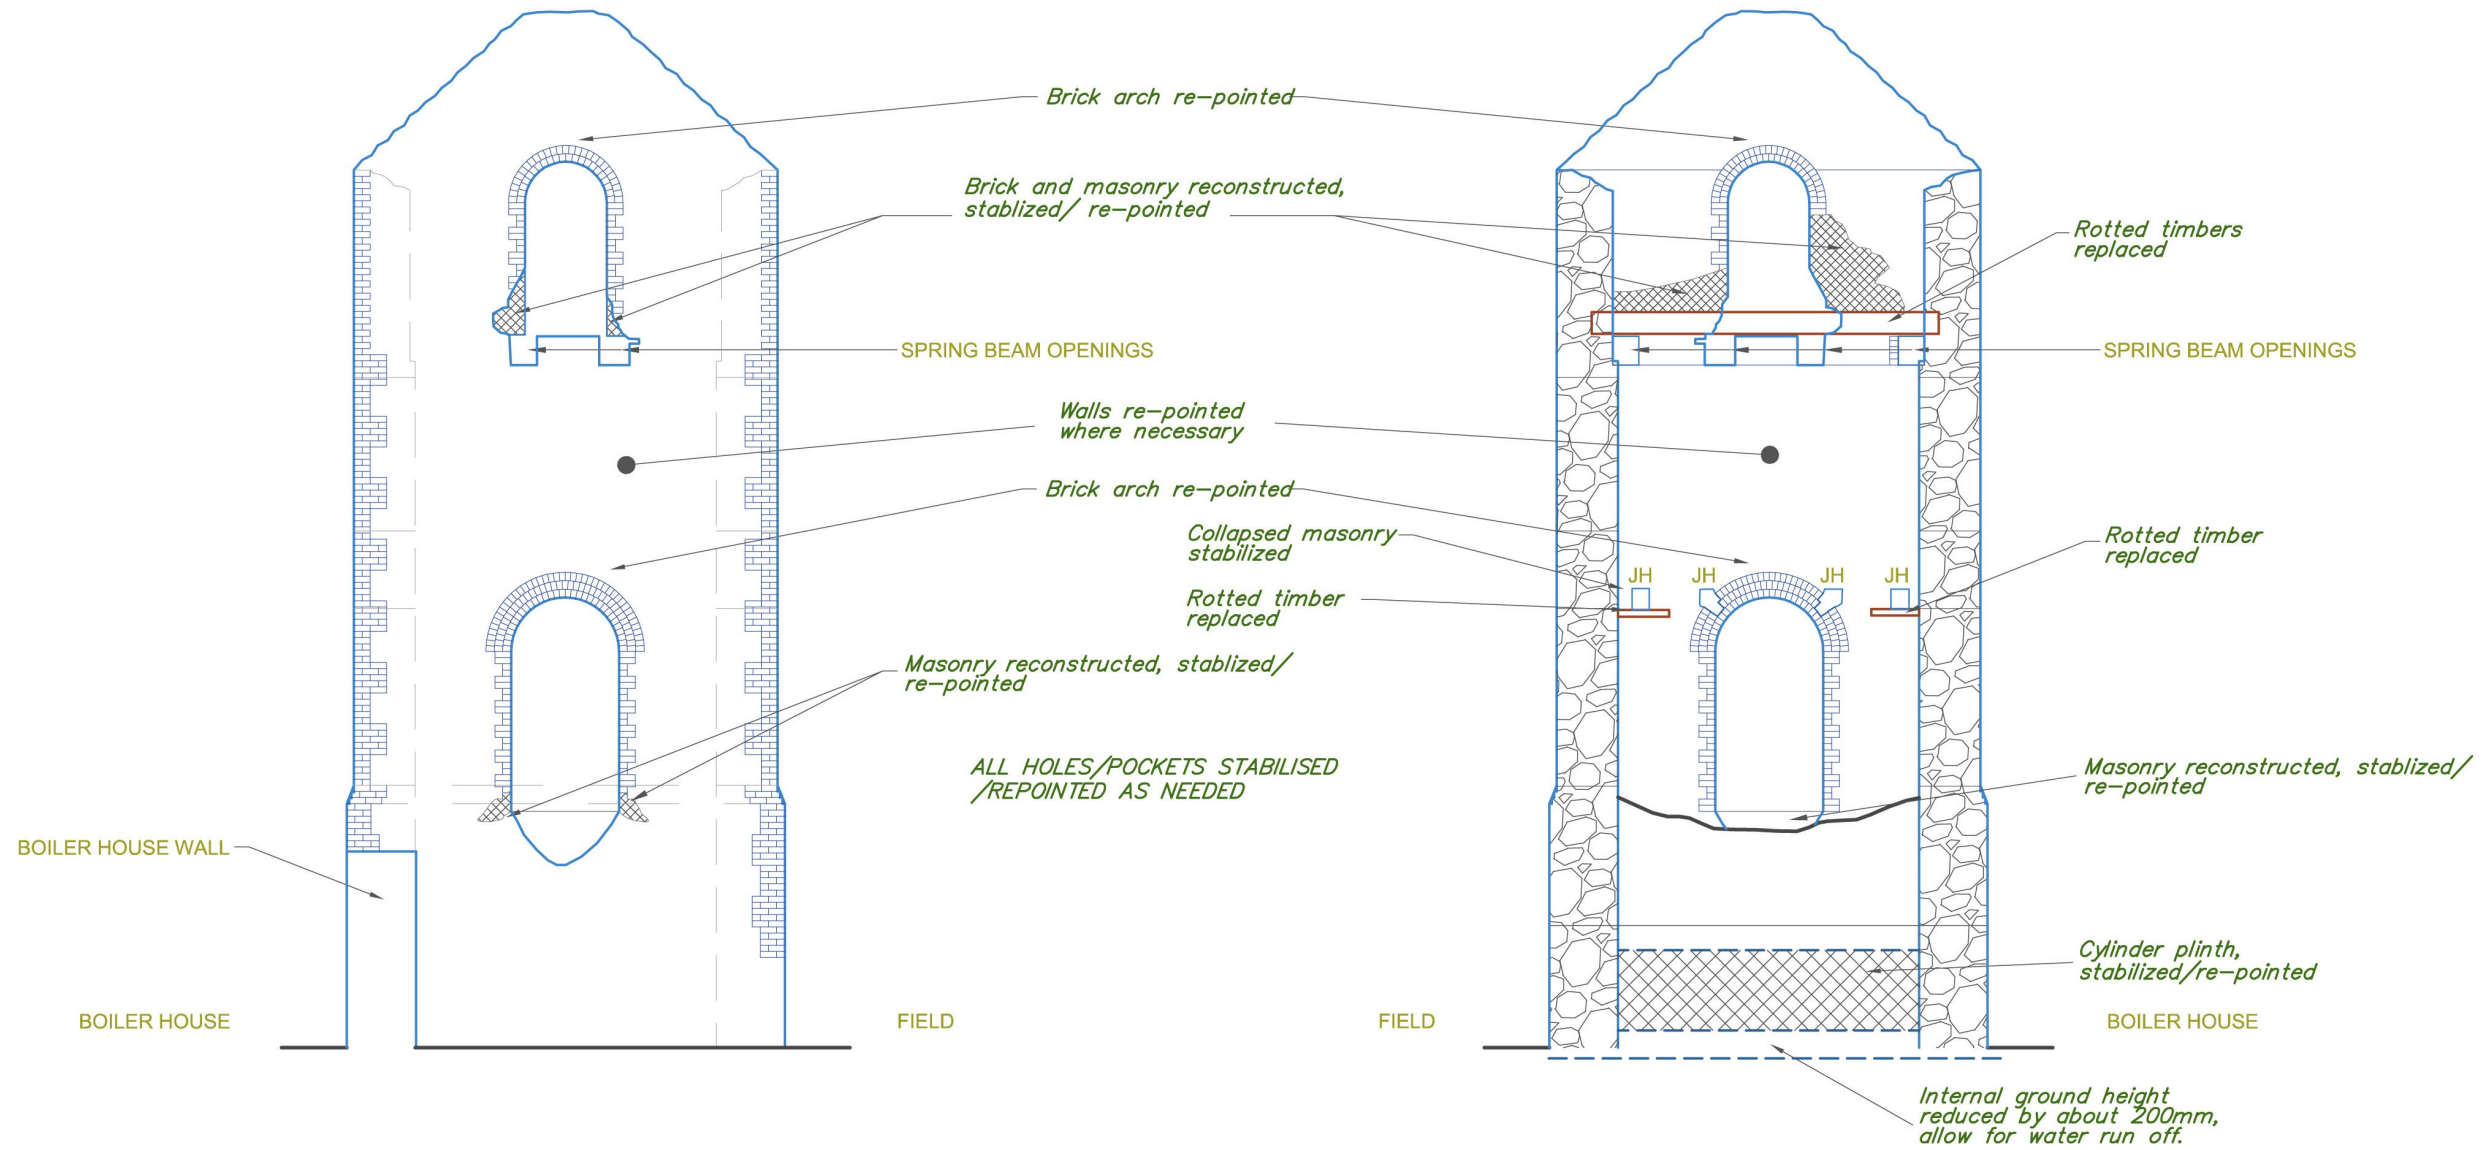 Brick arch re-pointed
Brick and masonry reconstructed,
stablized/ re-pointed
Rotted timbers
replaced
SPRING BEAM OPENINGS
SPRING BEAM OPENINGS
Walls re-pointed
where necessary
Brick arch re-pointed
Collapsed masonry
stabilized
Rotted timber
replaced
JH
JH
JH
JH
Rotted timber
replaced
Masonry reconstructed, stablized/
re-pointed
ALL HOLES/POCKETS STABILISED
/REPOINTED AS NEEDED
Masonry reconstructed, stablized/
re-pointed
BOILER HOUSE WALL
Cylinder plinth,
stabilized/re-pointed
BOILER HOUSE
FIELD
FIELD
BOILER HOUSE
Internal ground height
reduced by about 200mm,
allow for water run off.